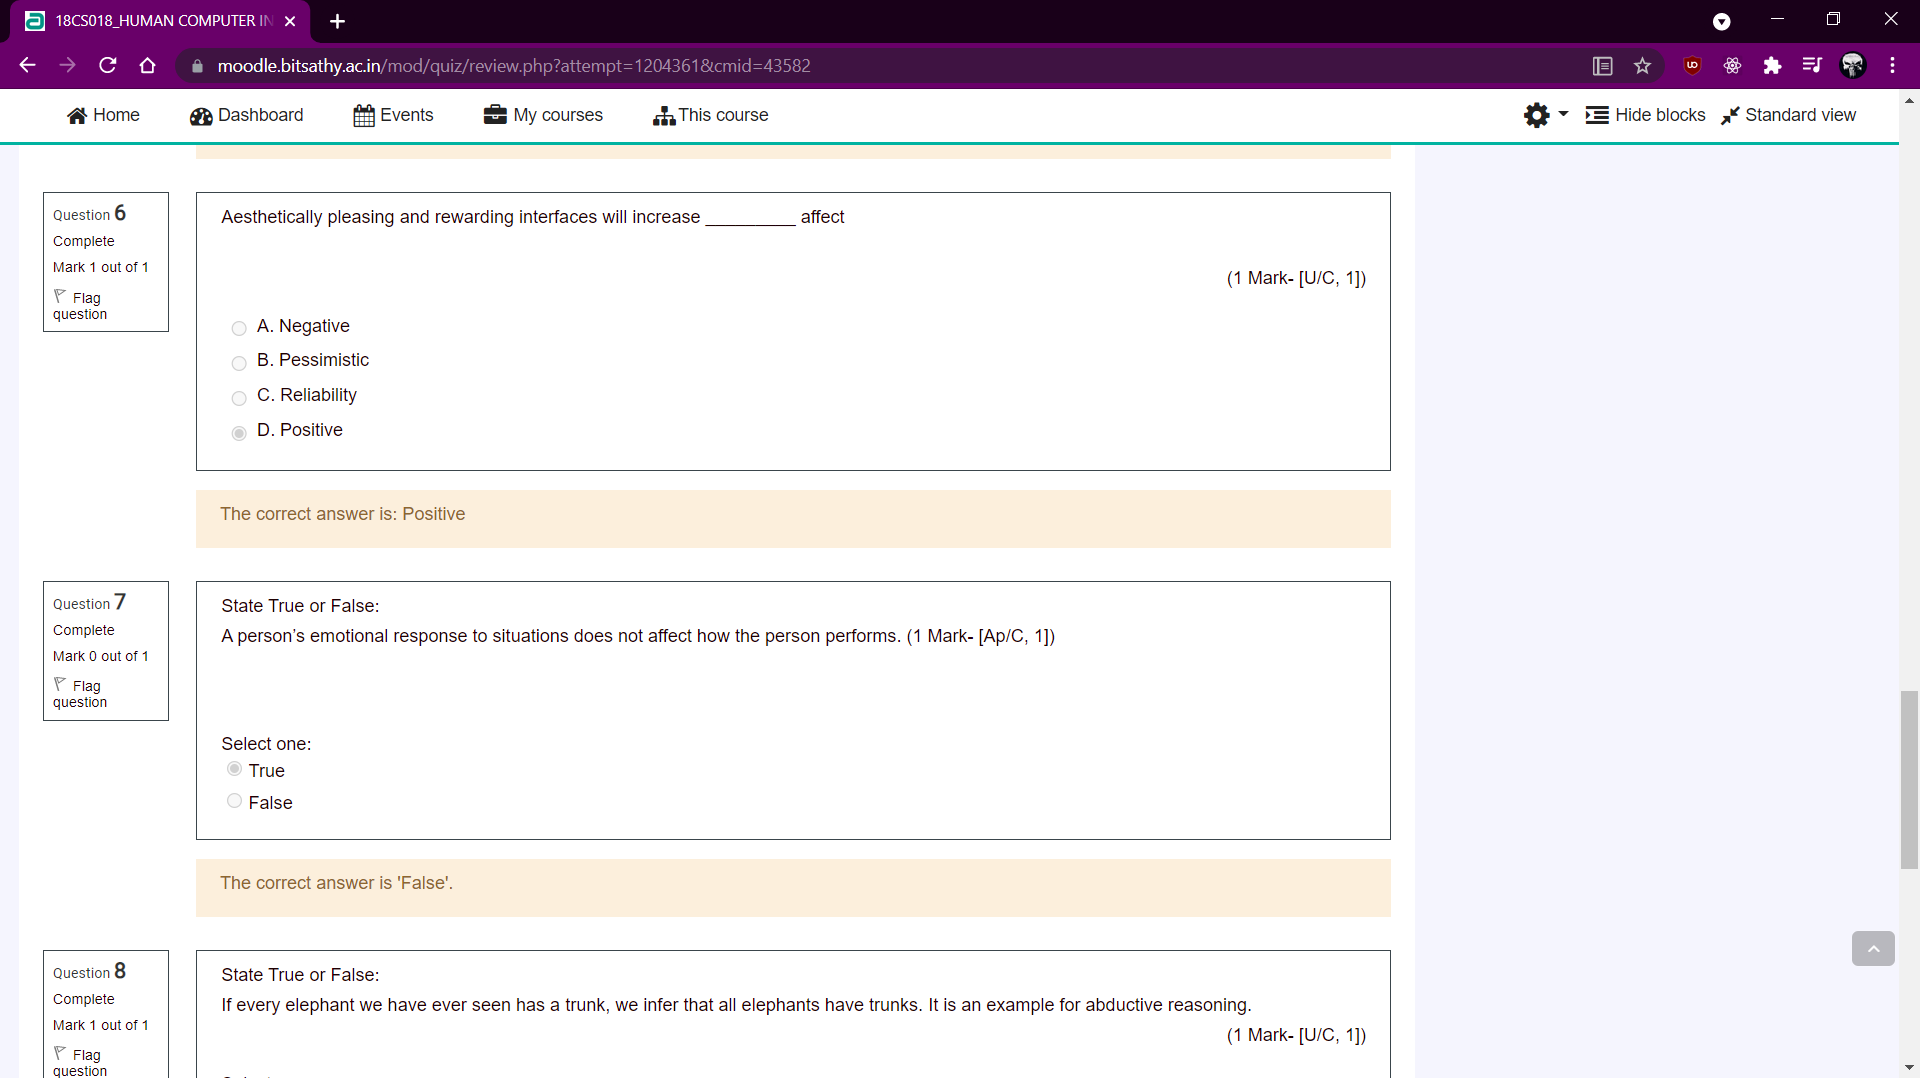 18CS018_HUMAN COMPUTER IN
moodle.bitsathy.ac.in/mod/quiz/review.php?attempt=1204361&cmid=43582
Home
Dashboard
Events
My courses
This course
Hide blocks
Standard view
Question 6
Complete
Mark 1 out of 1
Flag
question
Aesthetically pleasing and rewarding interfaces will increase _________ affect
(1 Mark- [U/C, 1])
A. Negative
B. Pessimistic
C. Reliability
D. Positive
The correct answer is: Positive
Question 7
Complete
Mark 0 out of 1
Flag
question
State True or False:
A person’s emotional response to situations does not affect how the person performs. (1 Mark- [Ap/C, 1])
Select one:
True
False
The correct answer is 'False'.
Question 8
Complete
Mark 1 out of 1
Flag
question
State True or False:
If every elephant we have ever seen has a trunk, we infer that all elephants have trunks. It is an example for abductive reasoning.
(1 Mark- [U/C, 1])